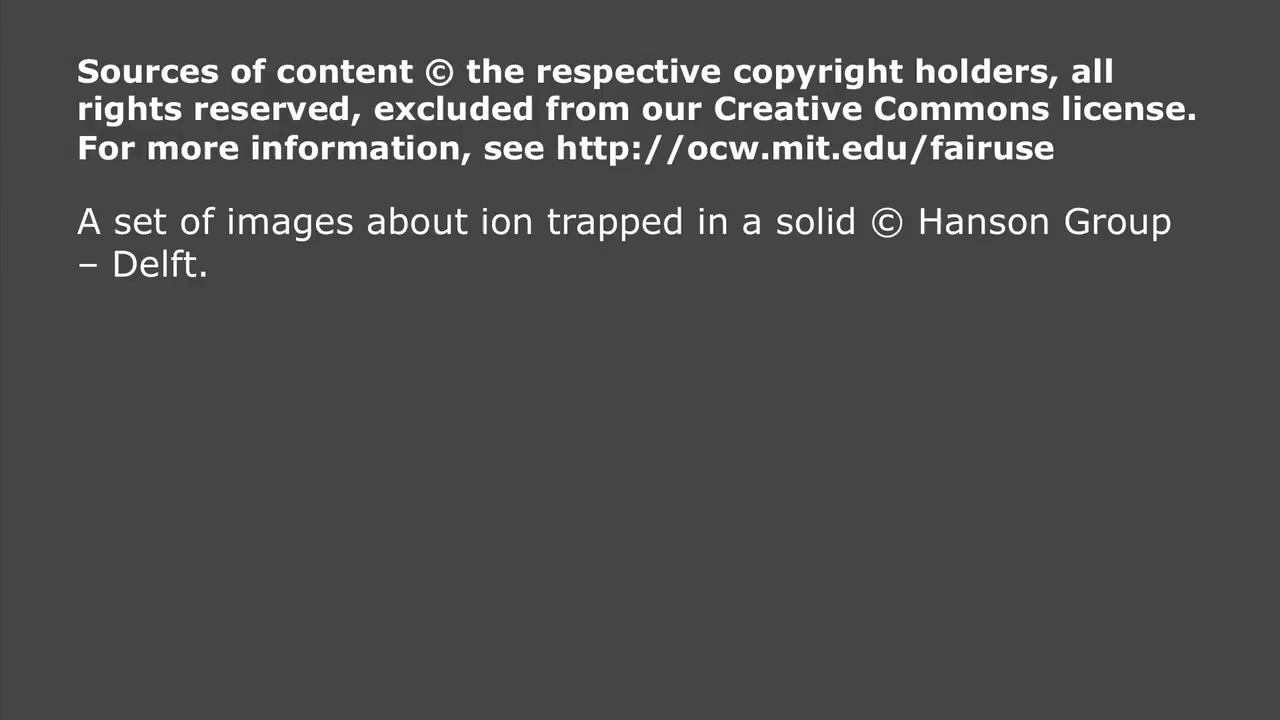 Sources of content © the respective copyright holders, all
rights reserved, excluded from our Creative Commons license.
For more information, see http://ocw.mit.edu/fairuse
A set of images about ion trapped in a solid © Hanson Group
– Delft.